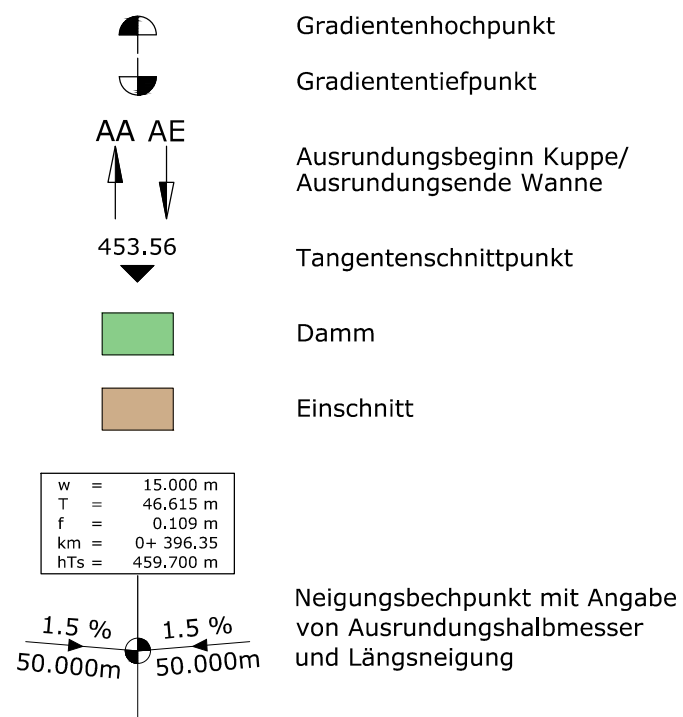 Gradientenhochpunkt
Gradiententiefpunkt
AA AE
Ausrundungsbeginn Kuppe/
Ausrundungsende Wanne
453.56
Tangentenschnittpunkt
Damm
Einschnitt
w = 15.000 m
T = 46.615 m
f = 0.109 m
km = 0+ 396.35
hTs = 459.700 m
Neigungsbechpunkt mit Angabe
von Ausrundungshalbmesser
und Längsneigung
1.5 % 1.5 %
50.000m 50.000m